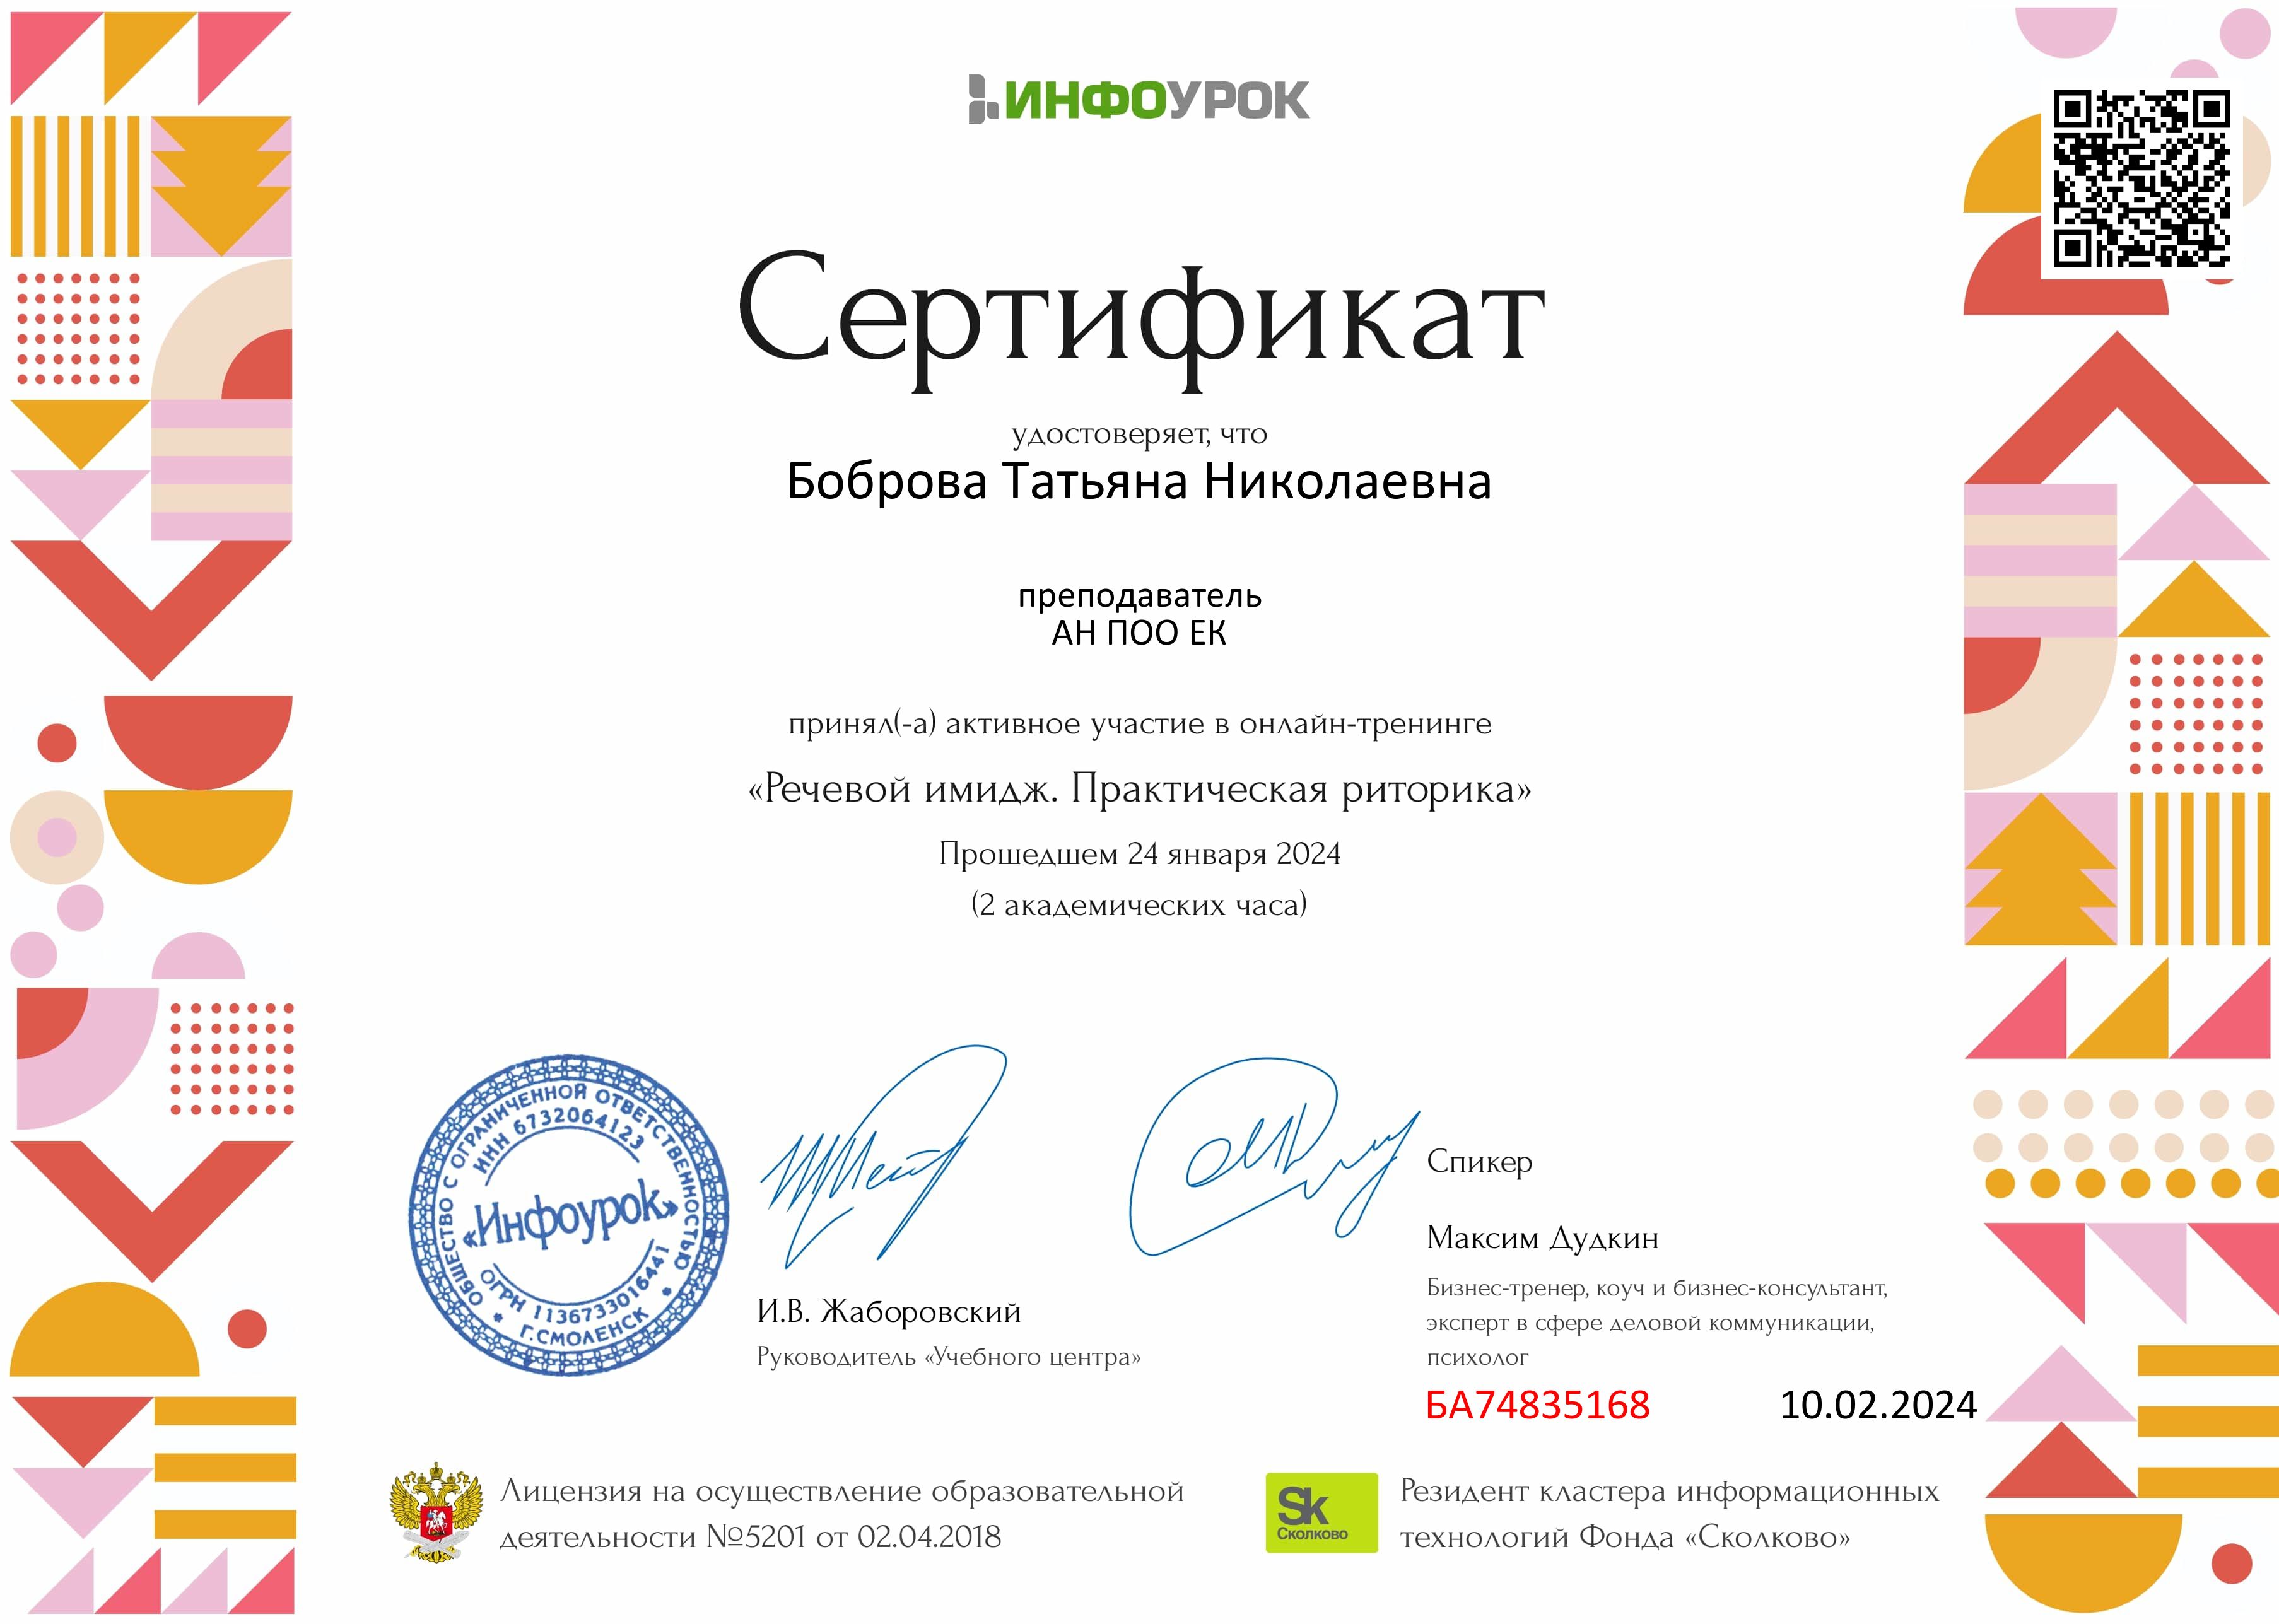 ИНФОУРОК
Сертификат
удостоверяет, что
Боброва Татьяна Николаевна
преподаватель
АН ПОО ЕК
принял(-а) активное участие в онлайн-тренинге
«Речевой имидж. Практическая риторика»
Прошедшем 24 января 2024
(2 академических часа)
ОБЩЕСТВО С ОГРАНИЧЕННОЙ ОТВЕТСТВЕННОСТЬЮ
ИНН 6732064123
«Инфоурок»
ОГРН 1136733016441
Г.СМОЛЕНСК
И.В. Жаборовский
Руководитель «Учебного центра»
Спикер
Максим Дудкин
Бизнес-тренер, коуч и бизнес-консультант,
эксперт в сфере деловой коммуникации,
психолог
БА74835168 10.02.2024
Лицензия на осуществление образовательной
деятельности №5201 от 02.04.2018
Sk
Сколково
Резидент кластера информационных
технологий Фонда «Сколково»